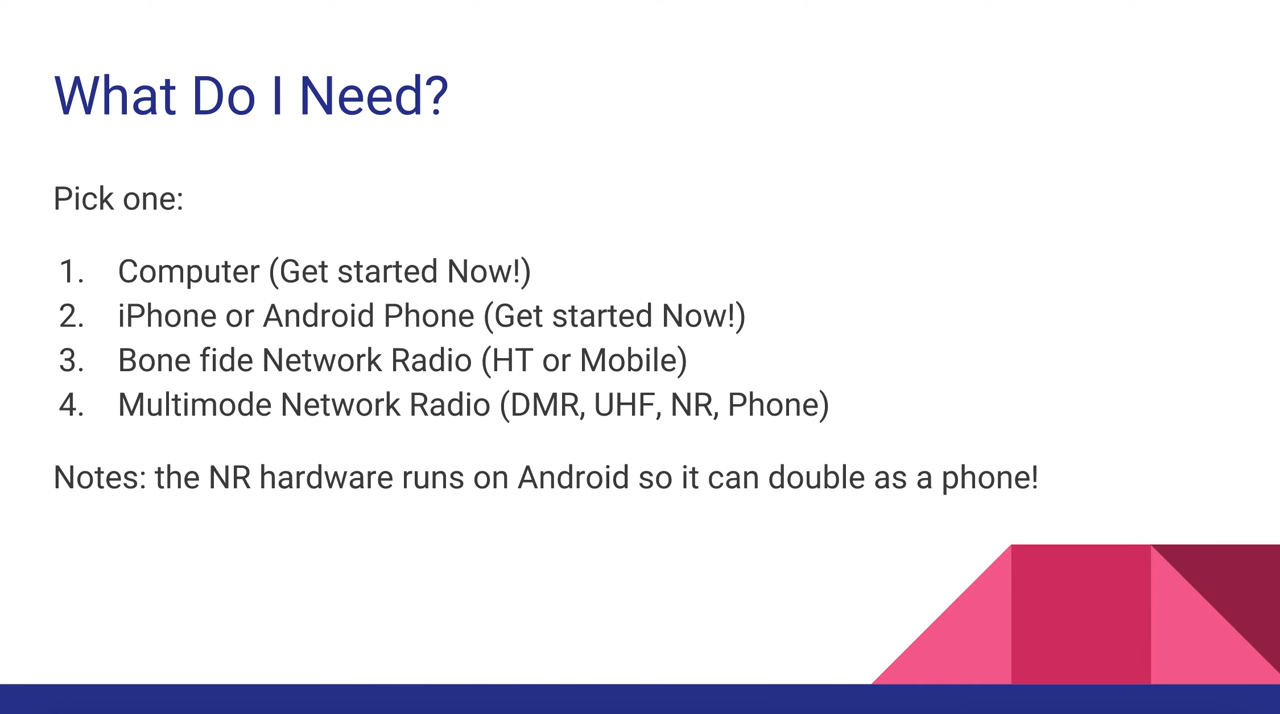 What Do I Need?
Pick one:
1. Computer (Get started Now!)
2. iPhone or Android Phone (Get started Now!)
3. Bone fide Network Radio (HT or Mobile)
4. Multimode Network Radio (DMR, UHF, NR, Phone)
Notes: the NR hardware runs on Android so it can double as a phone!